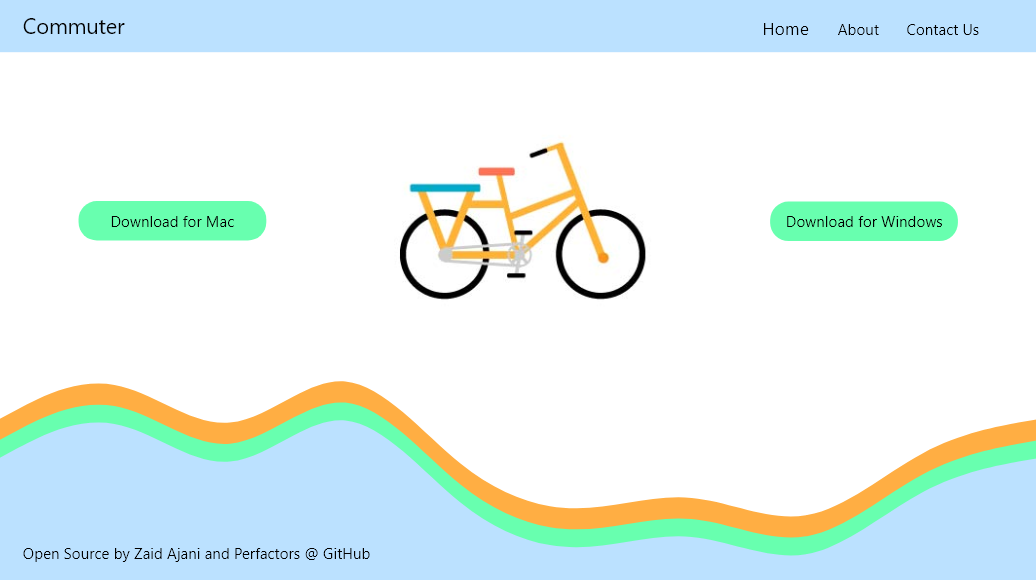 Commuter
Home About Contact Us
Download for Mac
Download for Windows
Open Source by Zaid Ajani and Perfactors @ GitHub